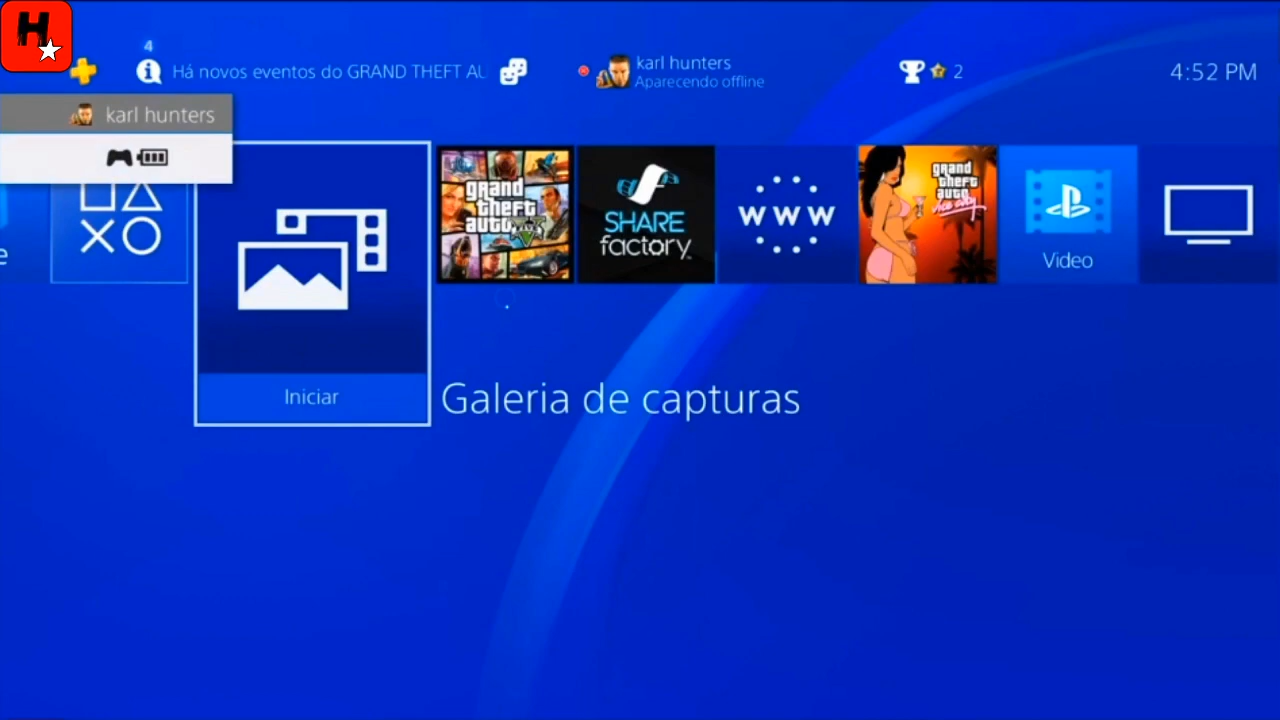 H
4
Há novos eventos do GRAND THEFT AU
karl hunters
Aparecendo offline
2
4:52 PM
karl hunters
e
grand
theft
auto
V
SHARE
factory
WWW
grand
theft
auto
vice city
Video
Iniciar
Galeria de capturas